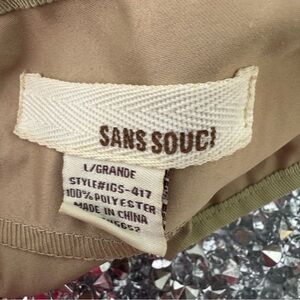 SANS SOUCI
L/GRANDE
STYLE#IGS-417
100% POLYESTER
MADE IN CHINA